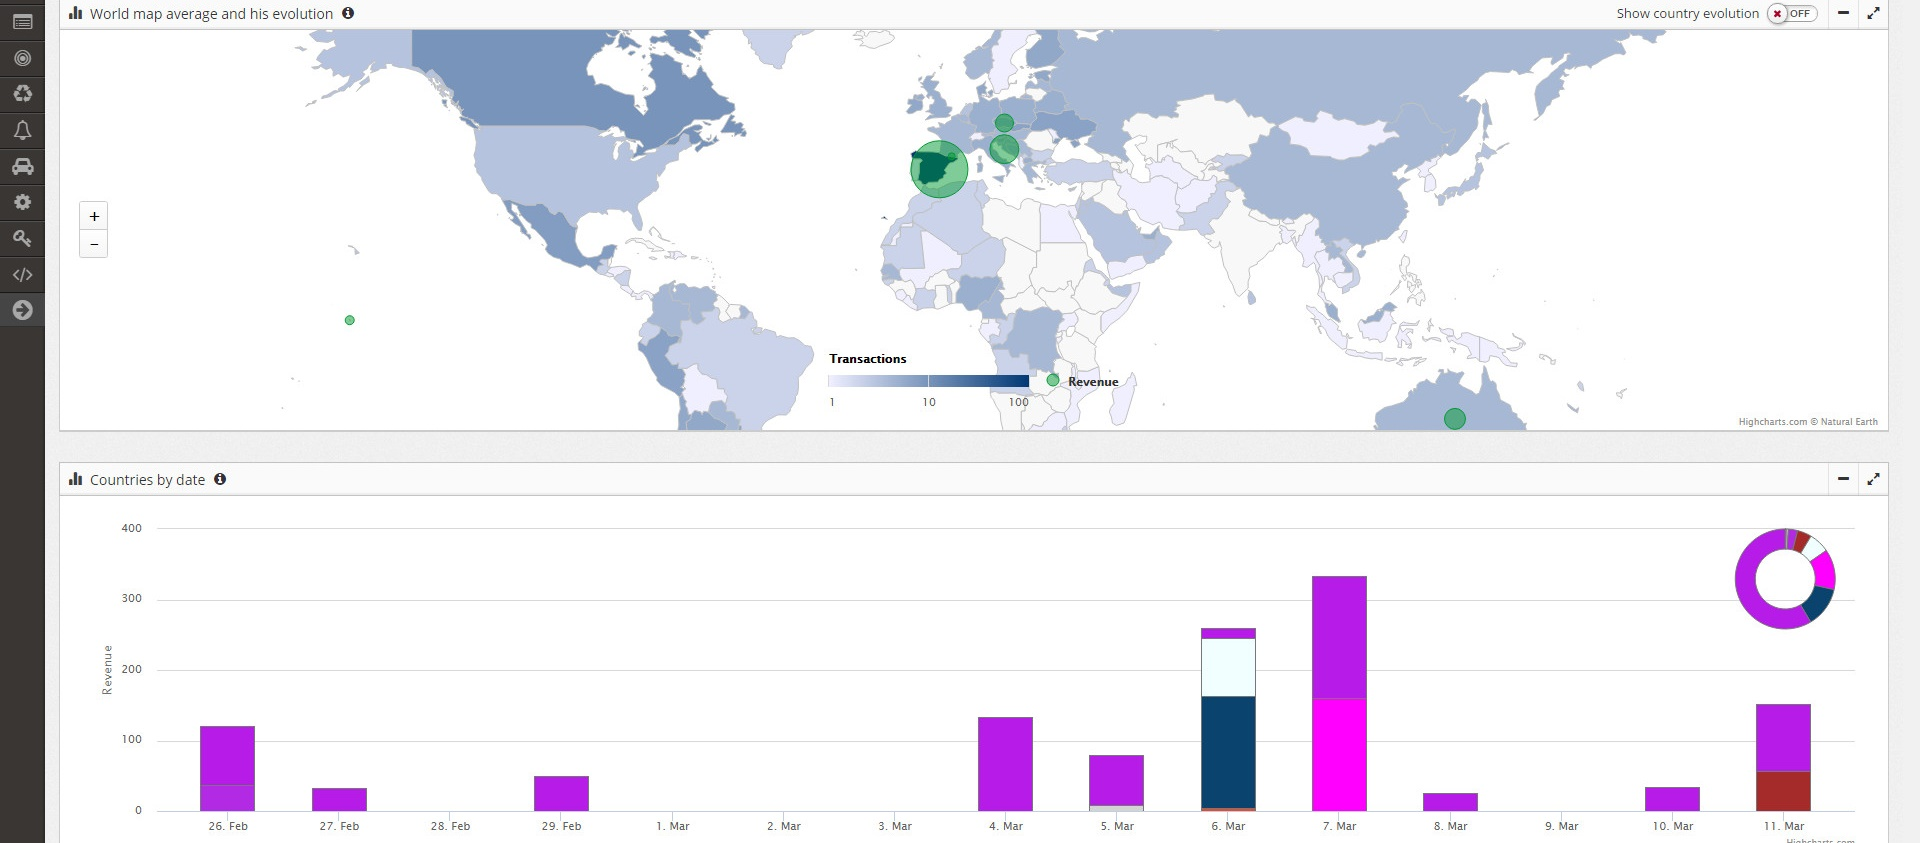 World map average and his evolution
Show country evolution OFF
+
−
Transactions
1 10 100
Revenue
Highcharts.com © Natural Earth
Countries by date
400
300
200
100
0
Revenue
26. Feb 27. Feb 28. Feb 29. Feb 1. Mar 2. Mar 3. Mar 4. Mar 5. Mar 6. Mar 7. Mar 8. Mar 9. Mar 10. Mar 11. Mar
Highcharts.com